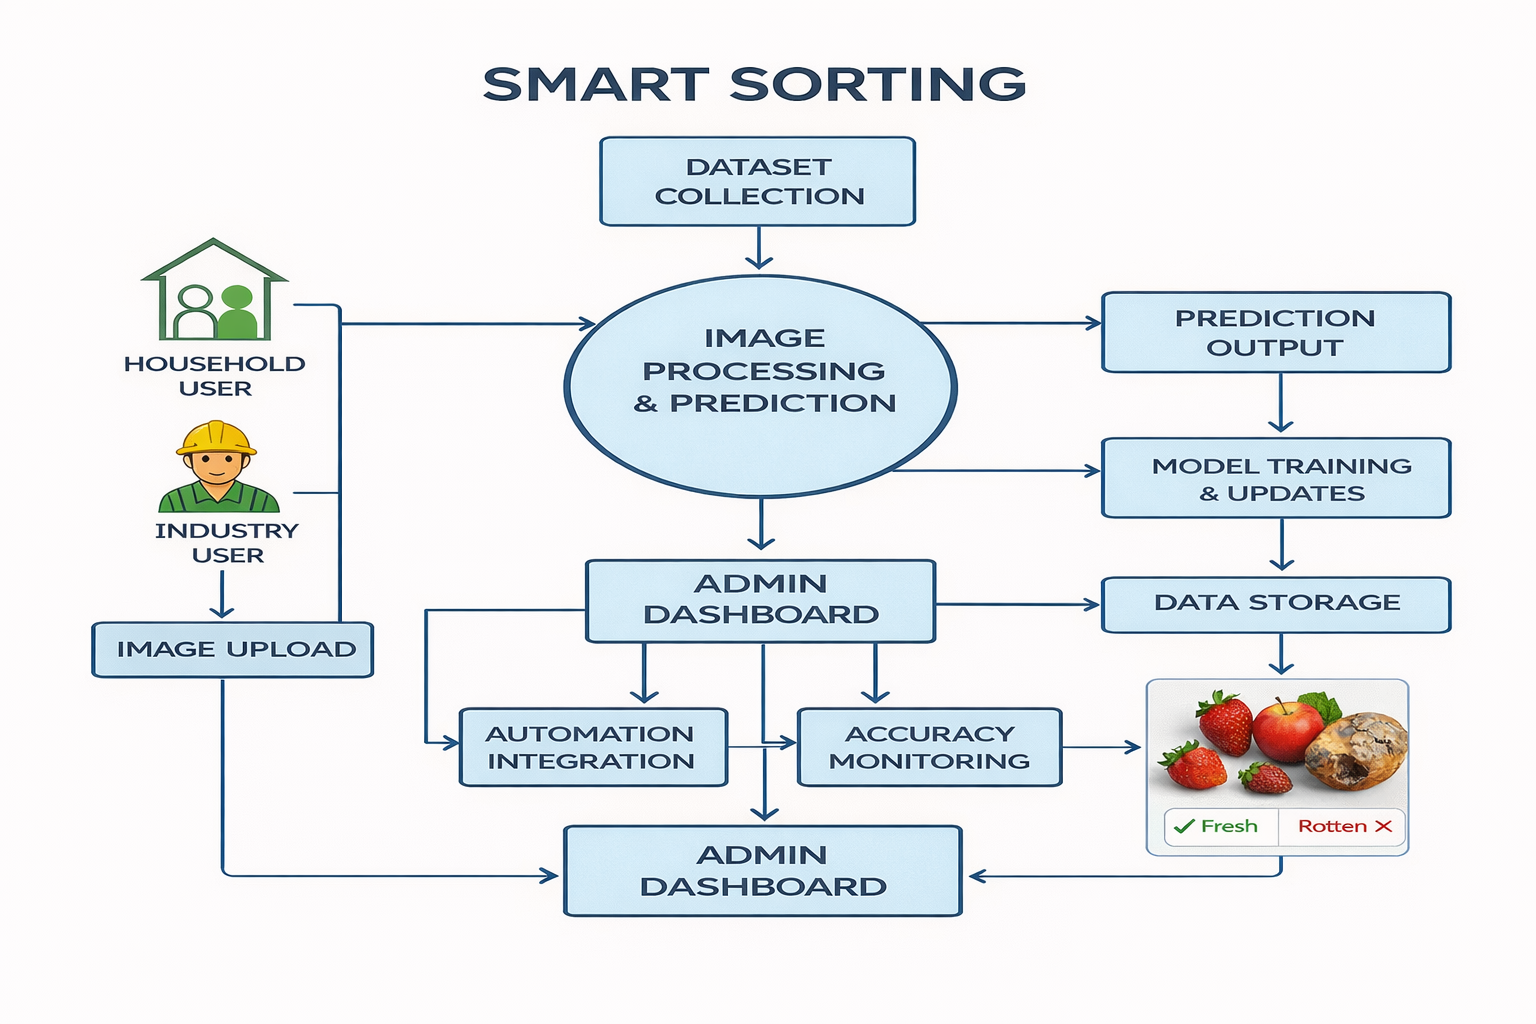 SMART SORTING
DATASET
COLLECTION
HOUSEHOLD
USER
INDUSTRY
USER
IMAGE UPLOAD
IMAGE
PROCESSING
& PREDICTION
PREDICTION
OUTPUT
MODEL TRAINING
& UPDATES
DATA STORAGE
ADMIN
DASHBOARD
AUTOMATION
INTEGRATION
ACCURACY
MONITORING
Fresh
Rotten
ADMIN
DASHBOARD